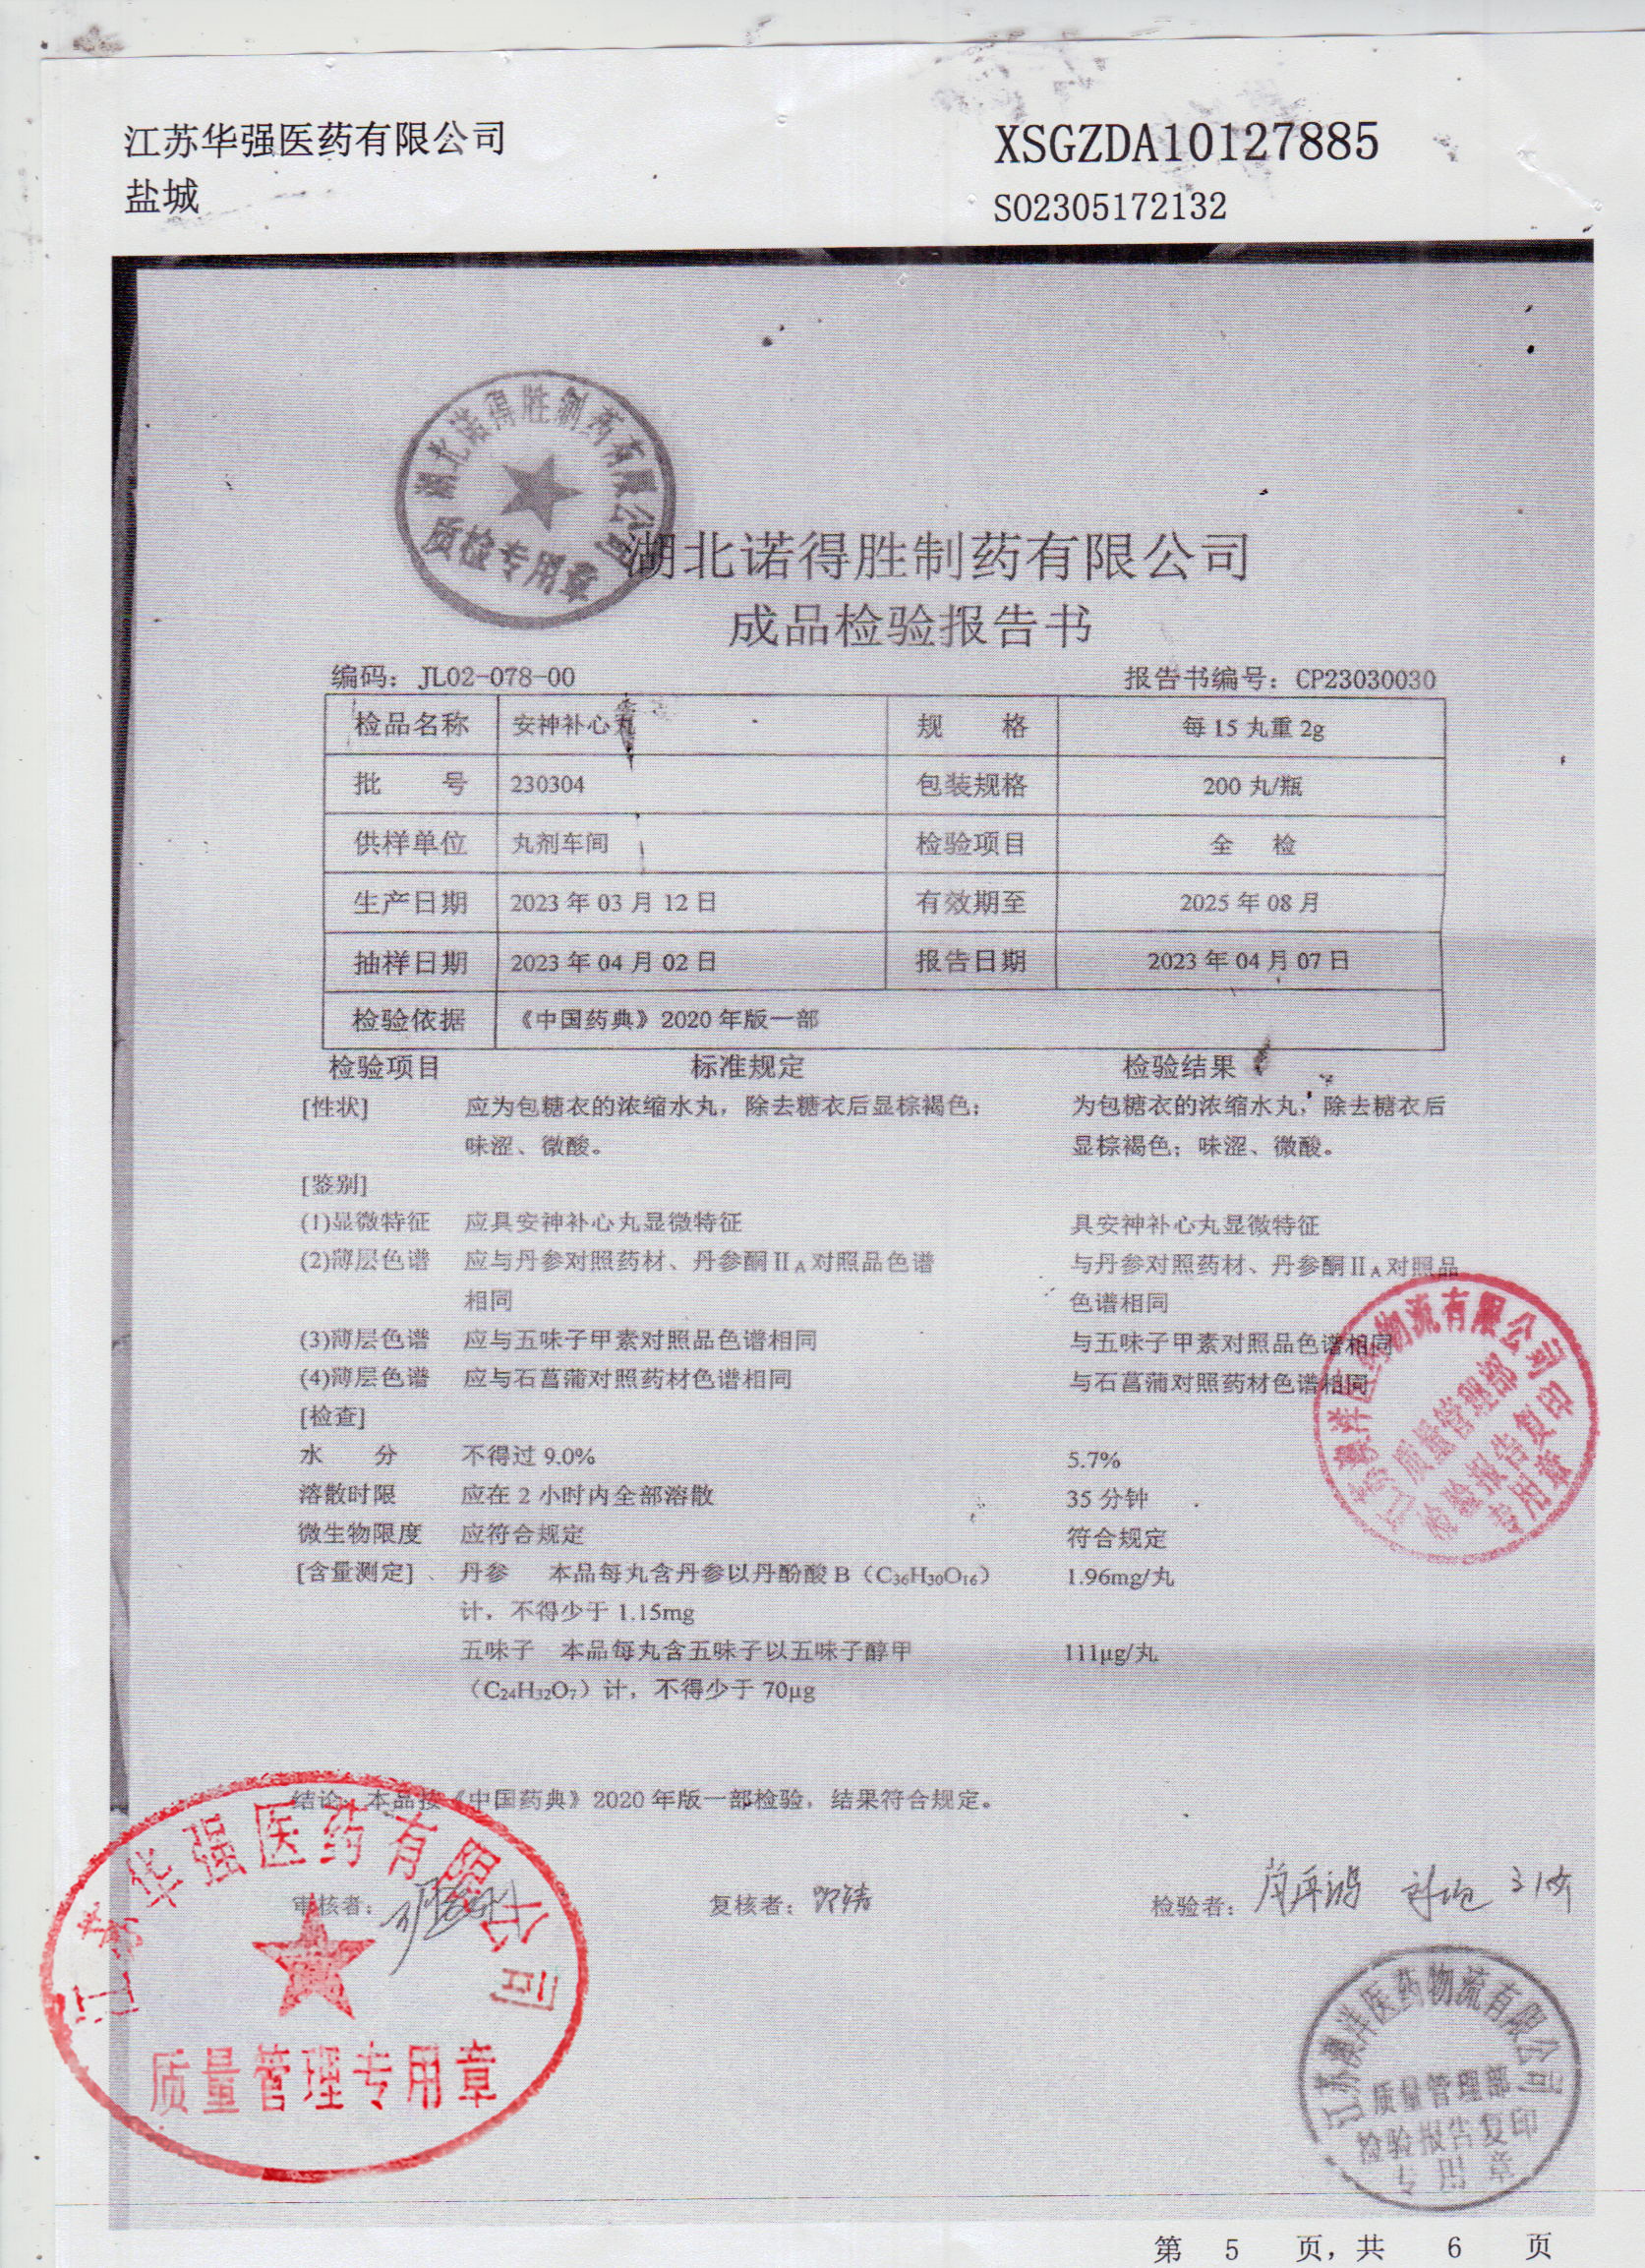 江苏华强医药有限公司 XSGZDA10127885
盐城 SO2305172132
湖北诺得胜制药有限公司
质检专用章
湖北诺得胜制药有限公司
成品检验报告书
编码：JL02-078-00 报告书编号：CP23030030
检品名称 安神补心丸 规 格 每15丸重2g
批 号 230304 包装规格 200丸/瓶
供样单位 丸剂车间 检验项目 全 检
生产日期 2023年03月12日 有效期至 2025年08月
抽样日期 2023年04月02日 报告日期 2023年04月07日
检验依据 《中国药典》2020年版一部
检验项目 标准规定 检验结果
[性状] 应为包糖衣的浓缩水丸，除去糖衣后显棕褐色； 为包糖衣的浓缩水丸，除去糖衣后
味涩、微酸。 显棕褐色；味涩、微酸。
[鉴别]
(1)显微特征 应具安神补心丸显微特征 具安神补心丸显微特征
(2)薄层色谱 应与丹参对照药材、丹参酮ⅡA对照品色谱 与丹参对照药材、丹参酮ⅡA对照品
相同 色谱相同
(3)薄层色谱 应与五味子甲素对照品色谱相同 与五味子甲素对照品色谱相同
(4)薄层色谱 应与石菖蒲对照药材色谱相同 与石菖蒲对照药材色谱相同
[检查]
水 分 不得过9.0% 5.7%
溶散时限 应在2小时内全部溶散 35分钟
微生物限度 应符合规定 符合规定
[含量测定] 丹参 本品每丸含丹参以丹酚酸B（C36H30O16） 1.96mg/丸
计，不得少于1.15mg
五味子 本品每丸含五味子以五味子醇甲 111μg/丸
（C24H32O7）计，不得少于70μg
江苏澳洋医药物流有限公司
质量管理部
检验报告复印
专用章
结论 本品按《中国药典》2020年版一部检验，结果符合规定。
审核者： 复核者： 检验者：
江苏华强医药有限公司
质量管理专用章
江苏澳洋医药物流有限公司
质量管理部
检验报告复印
专用章
第 5 页，共 6 页